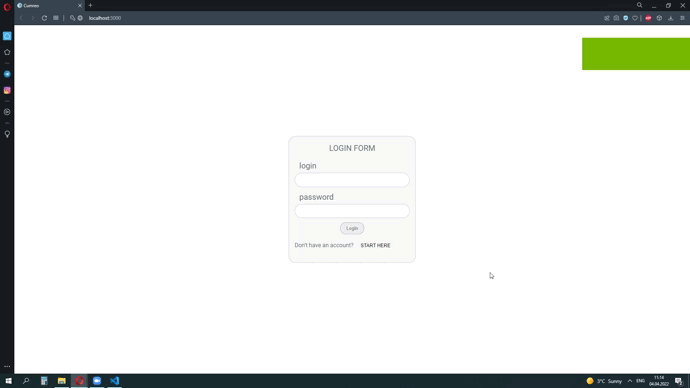 Cumveo
localhost:3000
LOGIN FORM
login
password
Login
Don't have an account? START HERE
3°C Sunny
ENG
11:14
04.04.2022